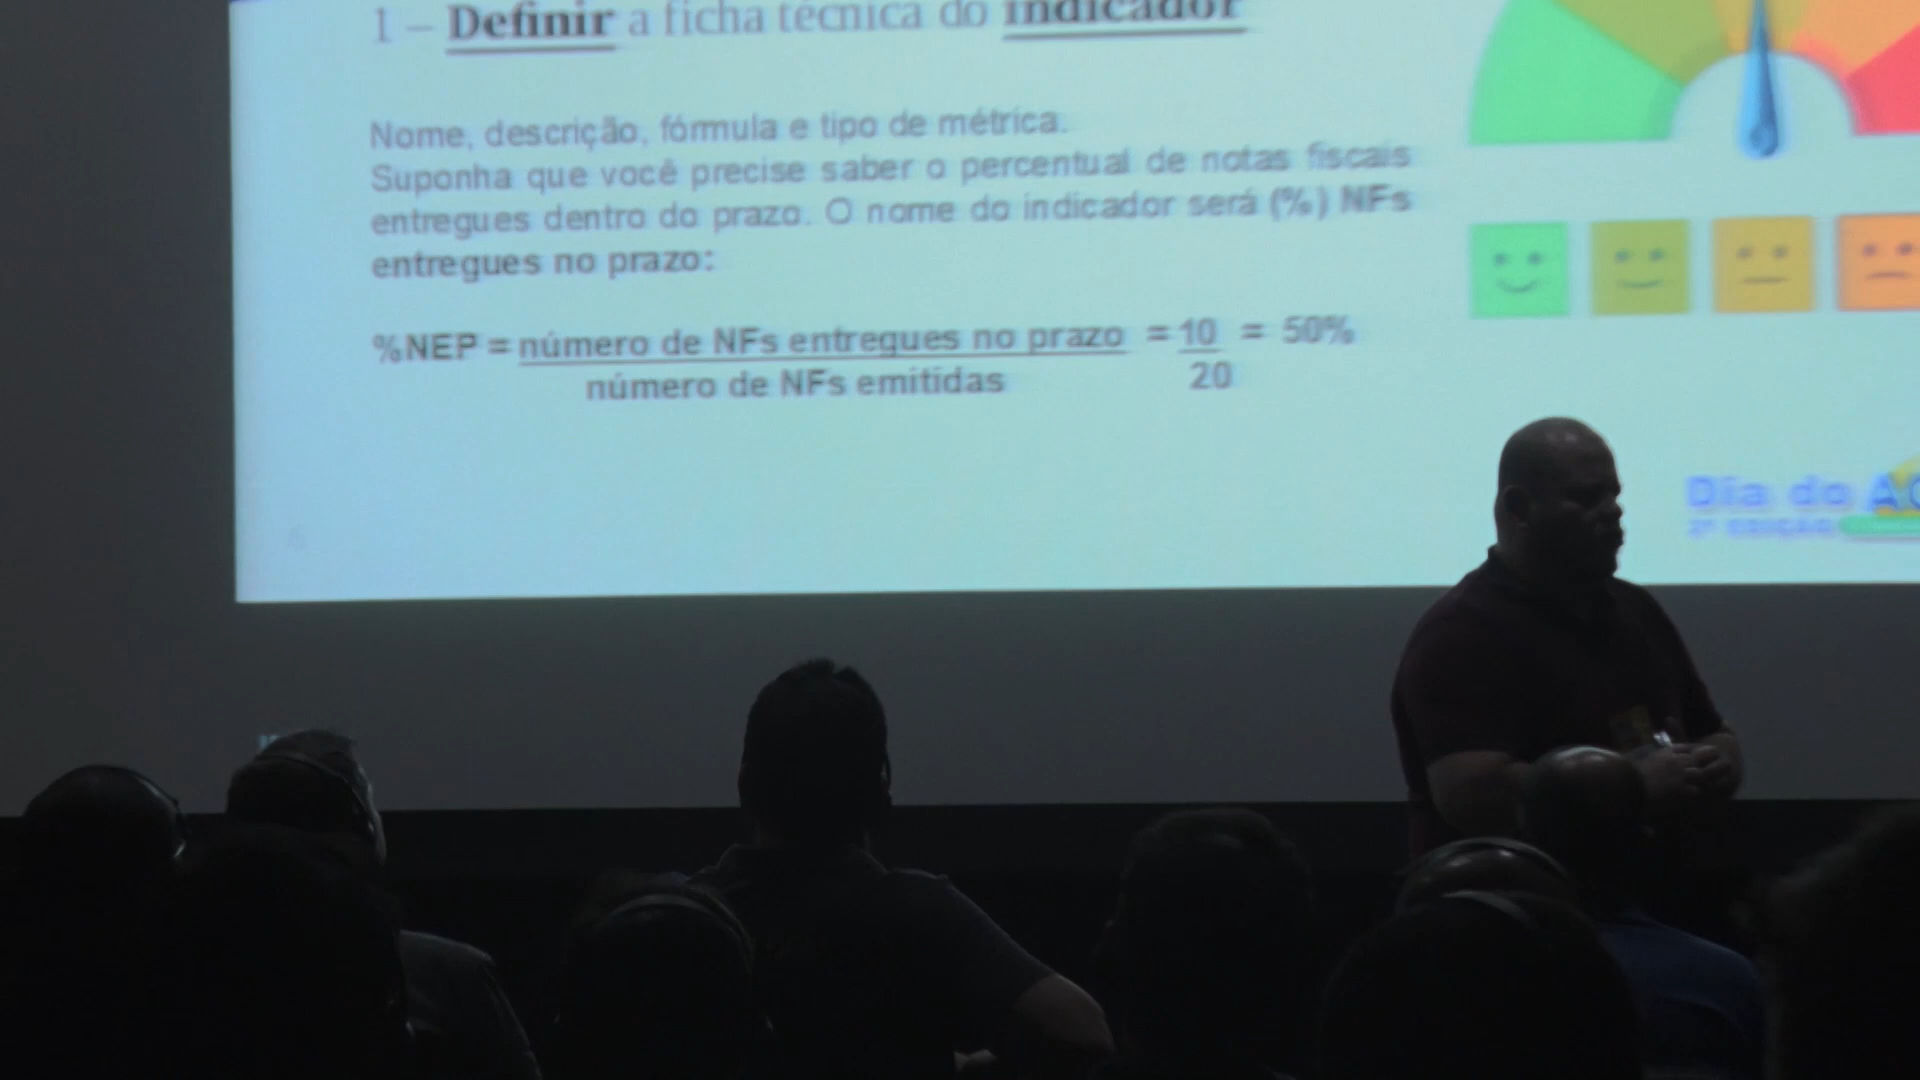 1 – Definir a ficha técnica do indicador
Nome, descrição, fórmula e tipo de métrica.
Suponha que você precise saber o percentual de notas fiscais
entregues dentro do prazo. O nome do indicador será (%) NFs
entregues no prazo:
%NEP = número de NFs entregues no prazo = 10 = 50%
número de NFs emitidas 20
Dia do
2ª EDIÇÃO